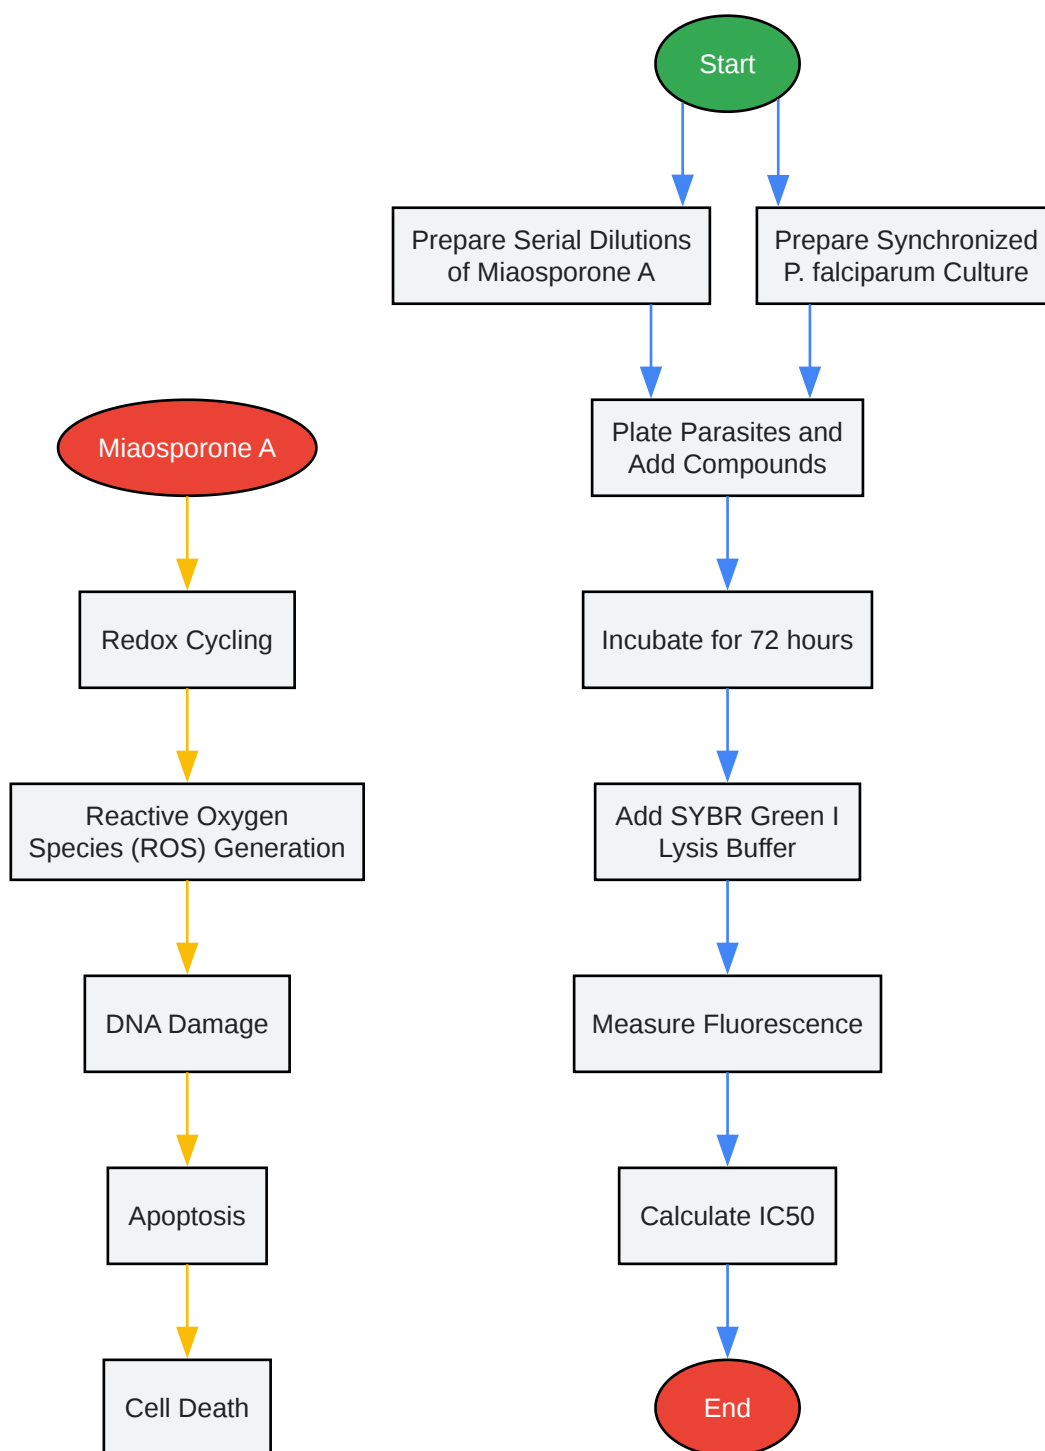 Start
Prepare Serial Dilutions
of Miaosporone A
Prepare Synchronized
P. falciparum Culture
Plate Parasites and
Add Compounds
Incubate for 72 hours
Add SYBR Green I
Lysis Buffer
Measure Fluorescence
Calculate IC50
End
Miaosporone A
Redox Cycling
Reactive Oxygen
Species (ROS) Generation
DNA Damage
Apoptosis
Cell Death